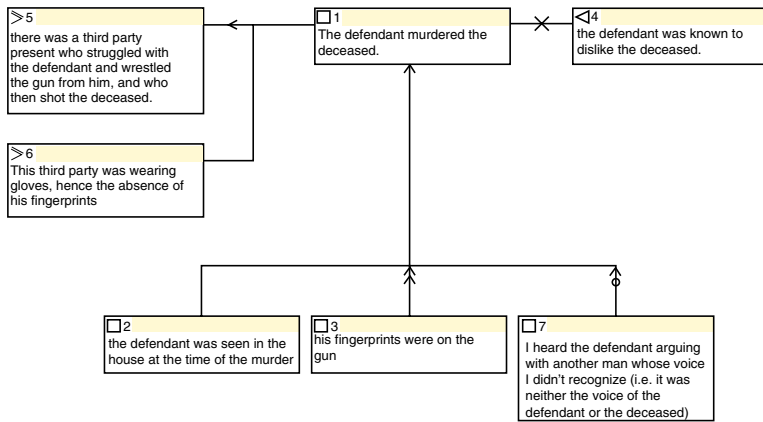 5
there was a third party
present who struggled with
the defendant and wrestled
the gun from him, and who
then shot the deceased.
1
The defendant murdered the
deceased.
4
the defendant was known to
dislike the deceased.
6
This third party was wearing
gloves, hence the absence of
his fingerprints
2
the defendant was seen in the
house at the time of the murder
3
his fingerprints were on the
gun
7
I heard the defendant arguing
with another man whose voice
I didn't recognize (i.e. it was
neither the voice of the
defendant or the deceased)